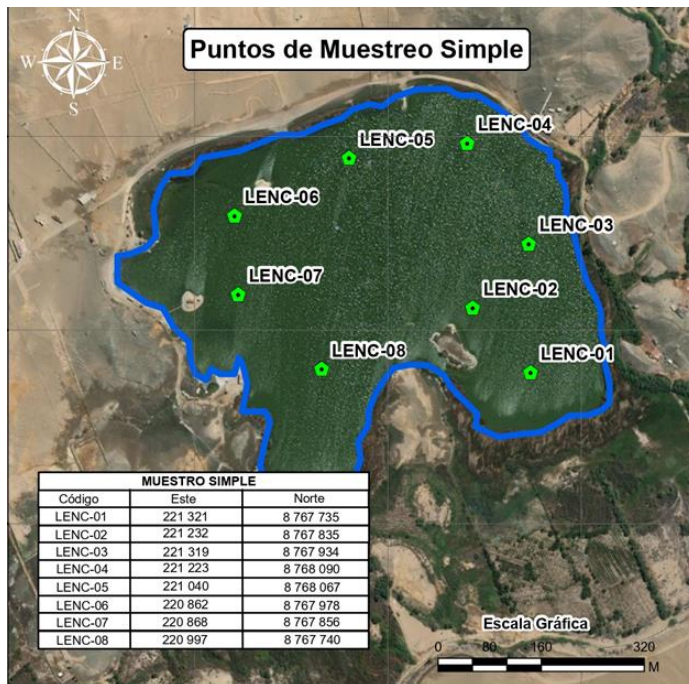 N
W E
S
Puntos de Muestreo Simple
LENC-04
LENC-05
LENC-06
LENC-03
LENC-07
LENC-02
LENC-08
LENC-01
MUESTRO SIMPLE
Código Este Norte
LENC-01 221 321 8 767 735
LENC-02 221 232 8 767 835
LENC-03 221 319 8 767 934
LENC-04 221 223 8 768 090
LENC-05 221 040 8 768 067
LENC-06 220 862 8 767 978
LENC-07 220 868 8 767 856
LENC-08 220 997 8 767 740
Escala Gráfica
0 80 160 320
M